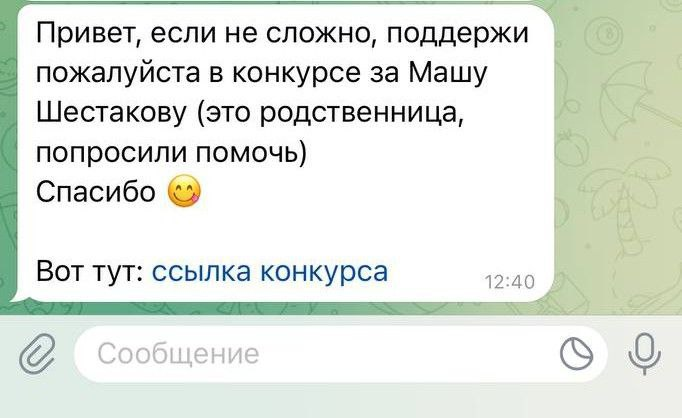 Привет, если не сложно, поддержи
пожалуйста в конкурсе за Машу
Шестакову (это родственница,
попросили помочь)
Спасибо 😋
Вот тут: ссылка конкурса
12:40
Сообщение